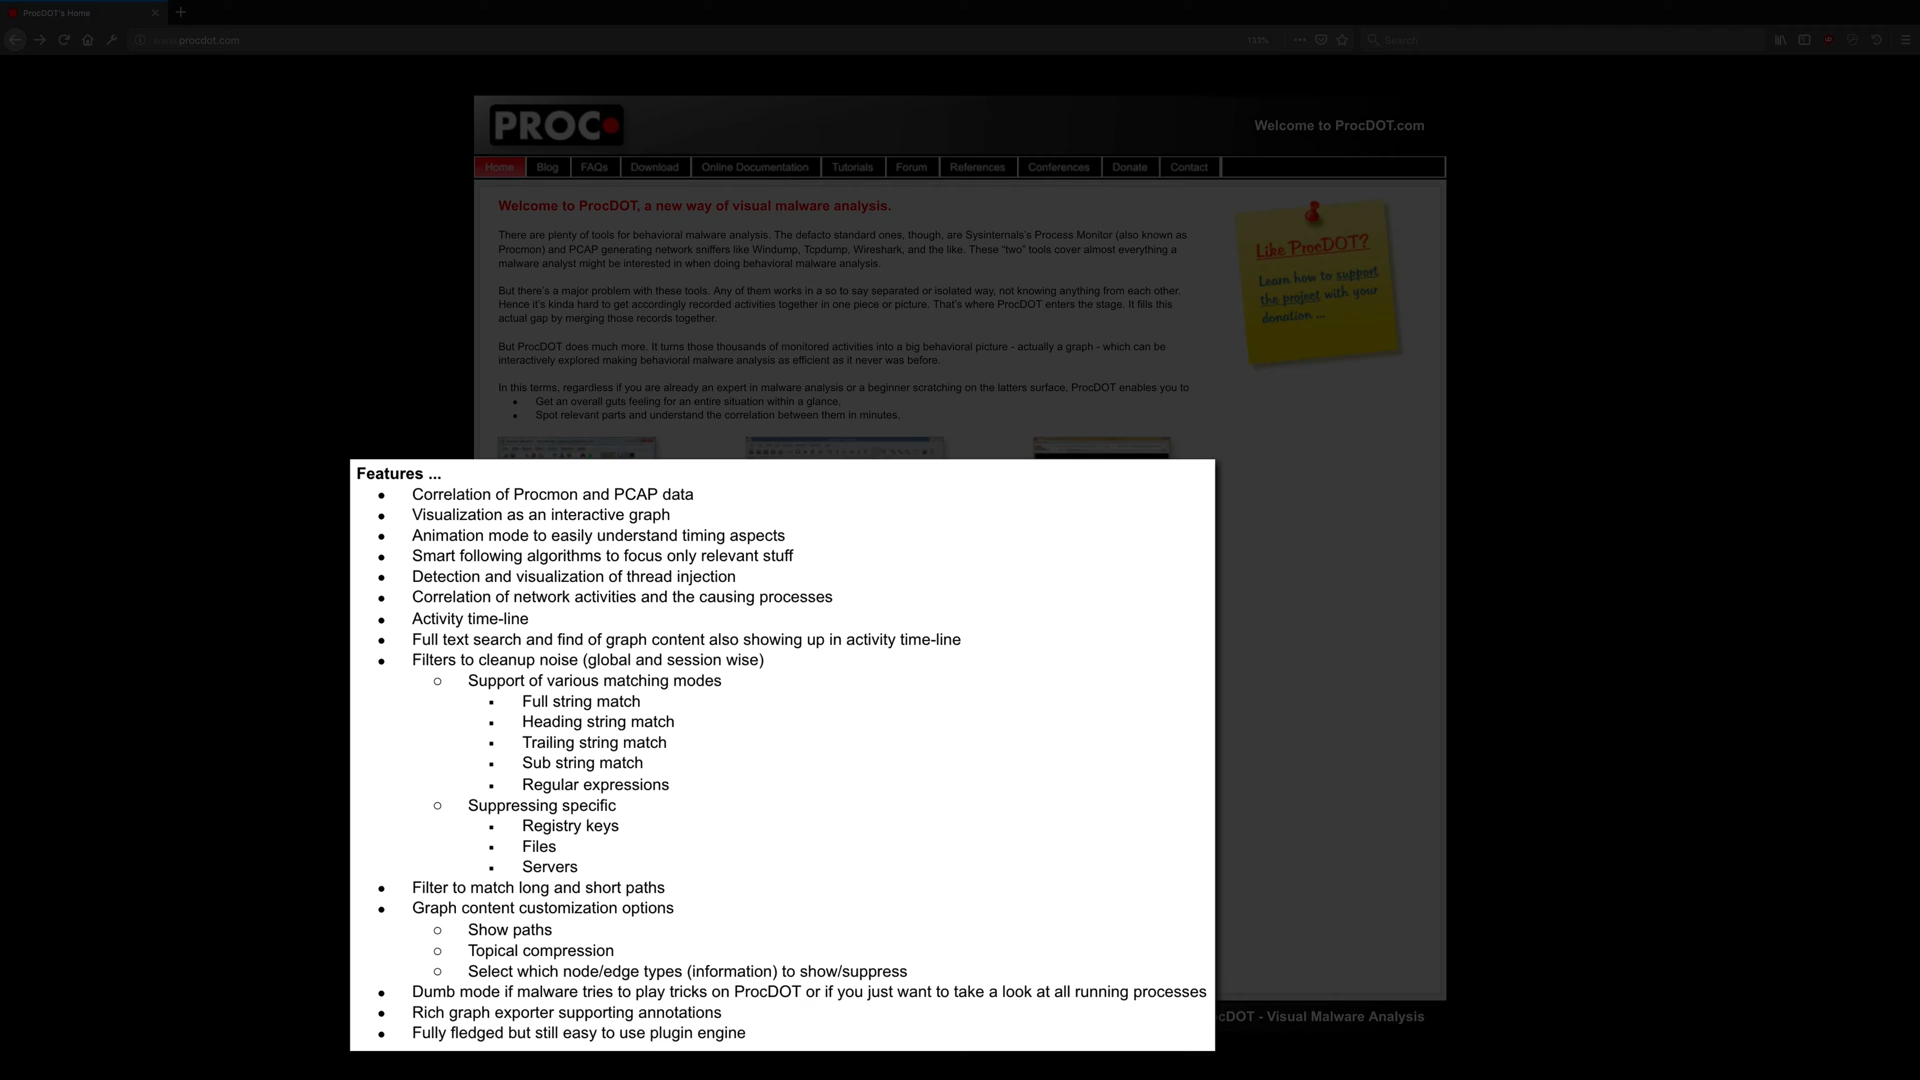 ProcDOT's Home
www.procdot.com
133%
Search
PROC
Welcome to ProcDOT.com
Home
Blog
FAQs
Download
Online Documentation
Tutorials
Forum
References
Conferences
Donate
Contact
Welcome to ProcDOT, a new way of visual malware analysis.
There are plenty of tools for behavioral malware analysis. The defacto standard ones, though, are Sysinternals's Process Monitor (also known as
Procmon) and PCAP generating network sniffers like Windump, Tcpdump, Wireshark, and the like. These “two” tools cover almost everything a
malware analyst might be interested in when doing behavioral malware analysis.
But there's a major problem with these tools. Any of them works in a so to say separated or isolated way, not knowing anything from each other.
Hence it's kinda hard to get accordingly recorded activities together in one piece or picture. That's where ProcDOT enters the stage. It fills this
actual gap by merging those records together.
But ProcDOT does much more. It turns those thousands of monitored activities into a big behavioral picture - actually a graph - which can be
interactively explored making behavioral malware analysis as efficient as it never was before.
In this terms, regardless if you are already an expert in malware analysis or a beginner scratching on the latters surface, ProcDOT enables you to
• Get an overall guts feeling for an entire situation within a glance,
• Spot relevant parts and understand the correlation between them in minutes.
Like ProcDOT?
Learn how to support
the project with your
donation ...
Features ...
• Correlation of Procmon and PCAP data
• Visualization as an interactive graph
• Animation mode to easily understand timing aspects
• Smart following algorithms to focus only relevant stuff
• Detection and visualization of thread injection
• Correlation of network activities and the causing processes
• Activity time-line
• Full text search and find of graph content also showing up in activity time-line
• Filters to cleanup noise (global and session wise)
○ Support of various matching modes
▪ Full string match
▪ Heading string match
▪ Trailing string match
▪ Sub string match
▪ Regular expressions
○ Suppressing specific
▪ Registry keys
▪ Files
▪ Servers
• Filter to match long and short paths
• Graph content customization options
○ Show paths
○ Topical compression
○ Select which node/edge types (information) to show/suppress
• Dumb mode if malware tries to play tricks on ProcDOT or if you just want to take a look at all running processes
• Rich graph exporter supporting annotations
• Fully fledged but still easy to use plugin engine
cDOT - Visual Malware Analysis